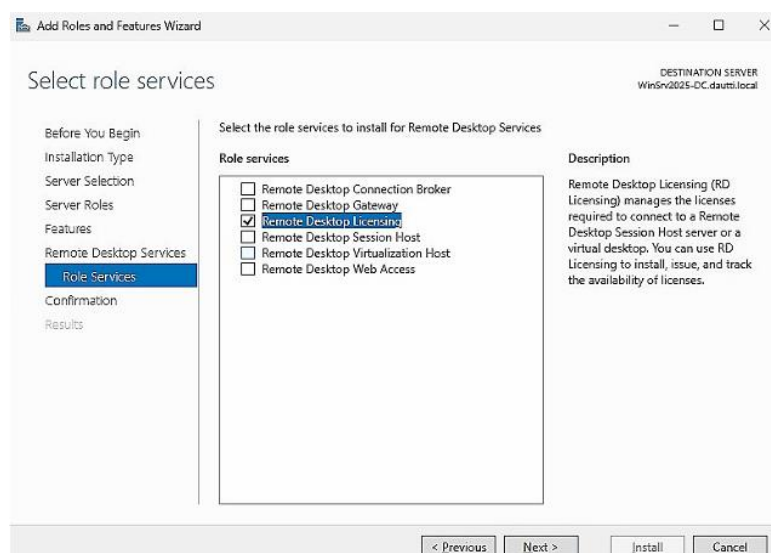 Add Roles and Features Wizard
Select role services
DESTINATION SERVER
WinSrv2025-DC.dautti.local
Before You Begin
Installation Type
Server Selection
Server Roles
Features
Remote Desktop Services
Role Services
Confirmation
Results
Select the role services to install for Remote Desktop Services
Role services
Remote Desktop Connection Broker
Remote Desktop Gateway
Remote Desktop Licensing
Remote Desktop Session Host
Remote Desktop Virtualization Host
Remote Desktop Web Access
Description
Remote Desktop Licensing (RD
Licensing) manages the licenses
required to connect to a Remote
Desktop Session Host server or a
virtual desktop. You can use RD
Licensing to install, issue, and track
the availability of licenses.
< Previous
Next >
Install
Cancel